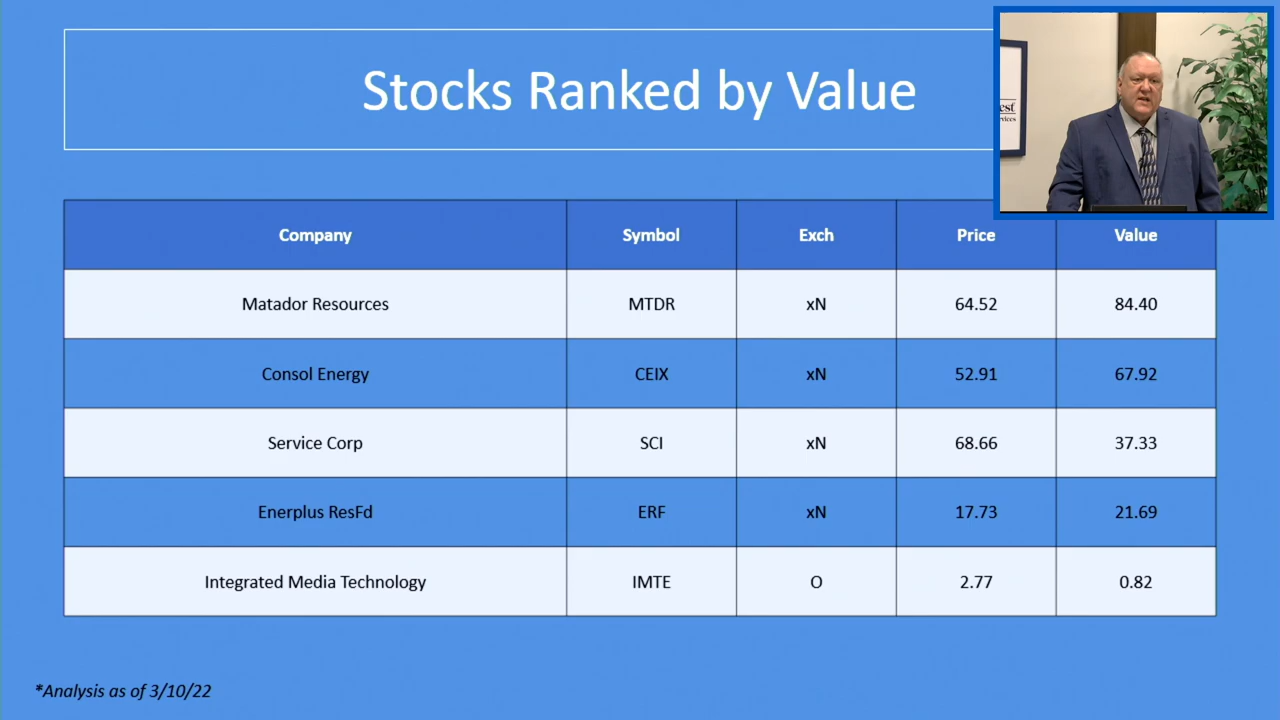 Stocks Ranked by Value
est
rvices
Company Symbol Exch Price Value
Matador Resources MTDR xN 64.52 84.40
Consol Energy CEIX xN 52.91 67.92
Service Corp SCI xN 68.66 37.33
Enerplus ResFd ERF xN 17.73 21.69
Integrated Media Technology IMTE O 2.77 0.82
*Analysis as of 3/10/22